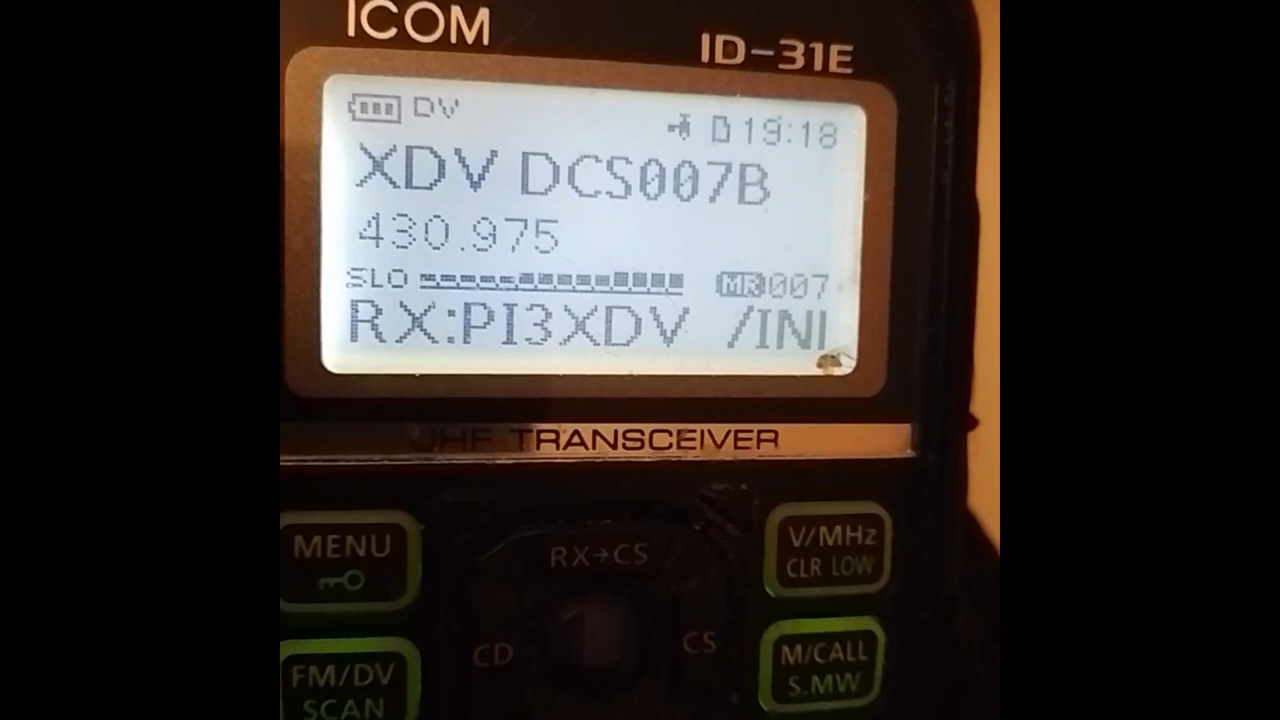 ICOM
ID-31E
DV 19:18
XDV DCS007B
430.975
SLO MR 007
RX:PI3XDV /INI
UHF TRANSCEIVER
MENU
RX→CS
V/MHz
CLR LOW
CD
CS
M/CALL
S.MW
FM/DV
SCAN